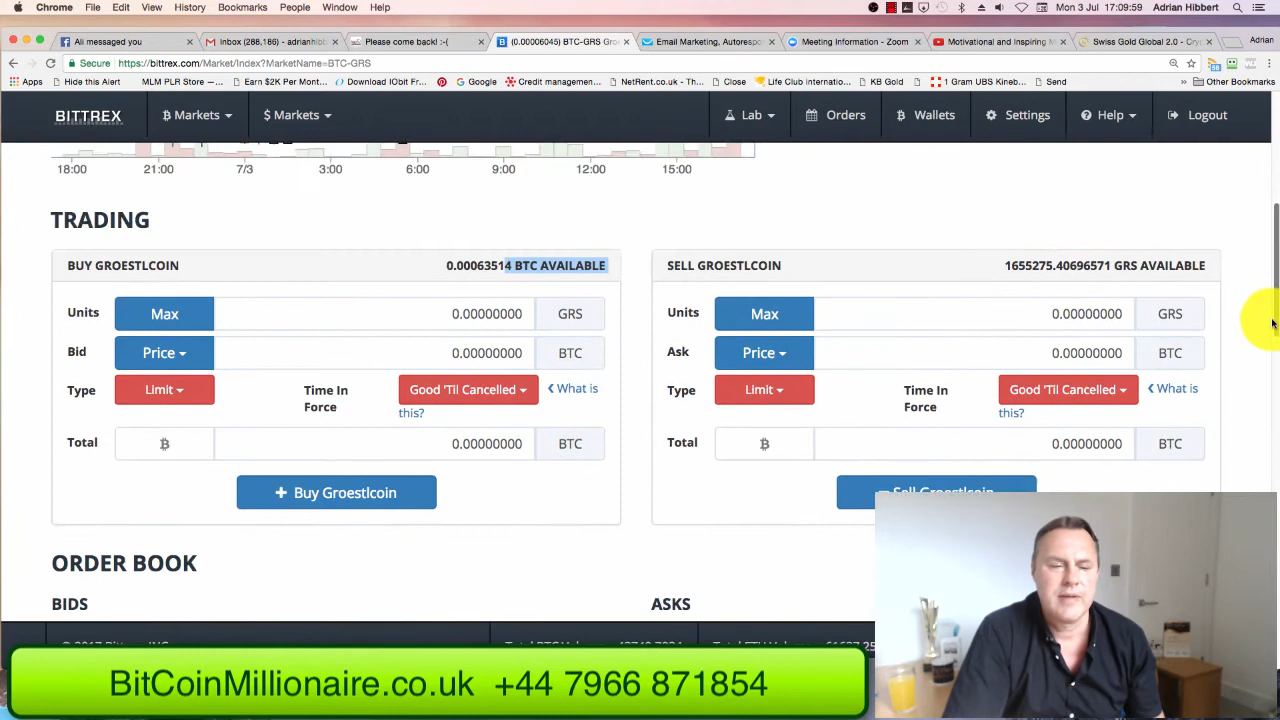 Chrome File Edit View History Bookmarks People Window Help Mon 3 Jul 17:09:59 Adrian Hibbert
Ali messaged you Inbox (288,186) - adrianhibb Please come back! :-( (0.00006045) BTC-GRS Gro Email Marketing, Autorespo Meeting Information - Zoom Motivational and Inspiring M Swiss Gold Global 2.0 - Cryp Adrian
Secure https://bittrex.com/Market/Index?MarketName=BTC-GRS
Apps Hide this Alert MLM PLR Store Earn $2K Per Mont Download IObit Fr Google Credit managemen... NetRent.co.uk - Th... Close Life Club internatio... KB Gold 1 Gram UBS Kineb... Send » Other Bookmarks
BITTREX ฿ Markets $ Markets Lab Orders Wallets Settings Help Logout
18:00 21:00 7/3 3:00 6:00 9:00 12:00 15:00
TRADING
BUY GROESTLCOIN 0.00063514 BTC AVAILABLE
Units Max 0.00000000 GRS
Bid Price 0.00000000 BTC
Type Limit Time In Force Good 'Til Cancelled What is this?
Total ฿ 0.00000000 BTC
+ Buy Groestlcoin
SELL GROESTLCOIN 1655275.40696571 GRS AVAILABLE
Units Max 0.00000000 GRS
Ask Price 0.00000000 BTC
Type Limit Time In Force Good 'Til Cancelled What is this?
Total ฿ 0.00000000 BTC
Sell Groestlcoin
ORDER BOOK
BIDS ASKS
© 2017 Bittrex, INC
BitCoinMillionaire.co.uk +44 7966 871854